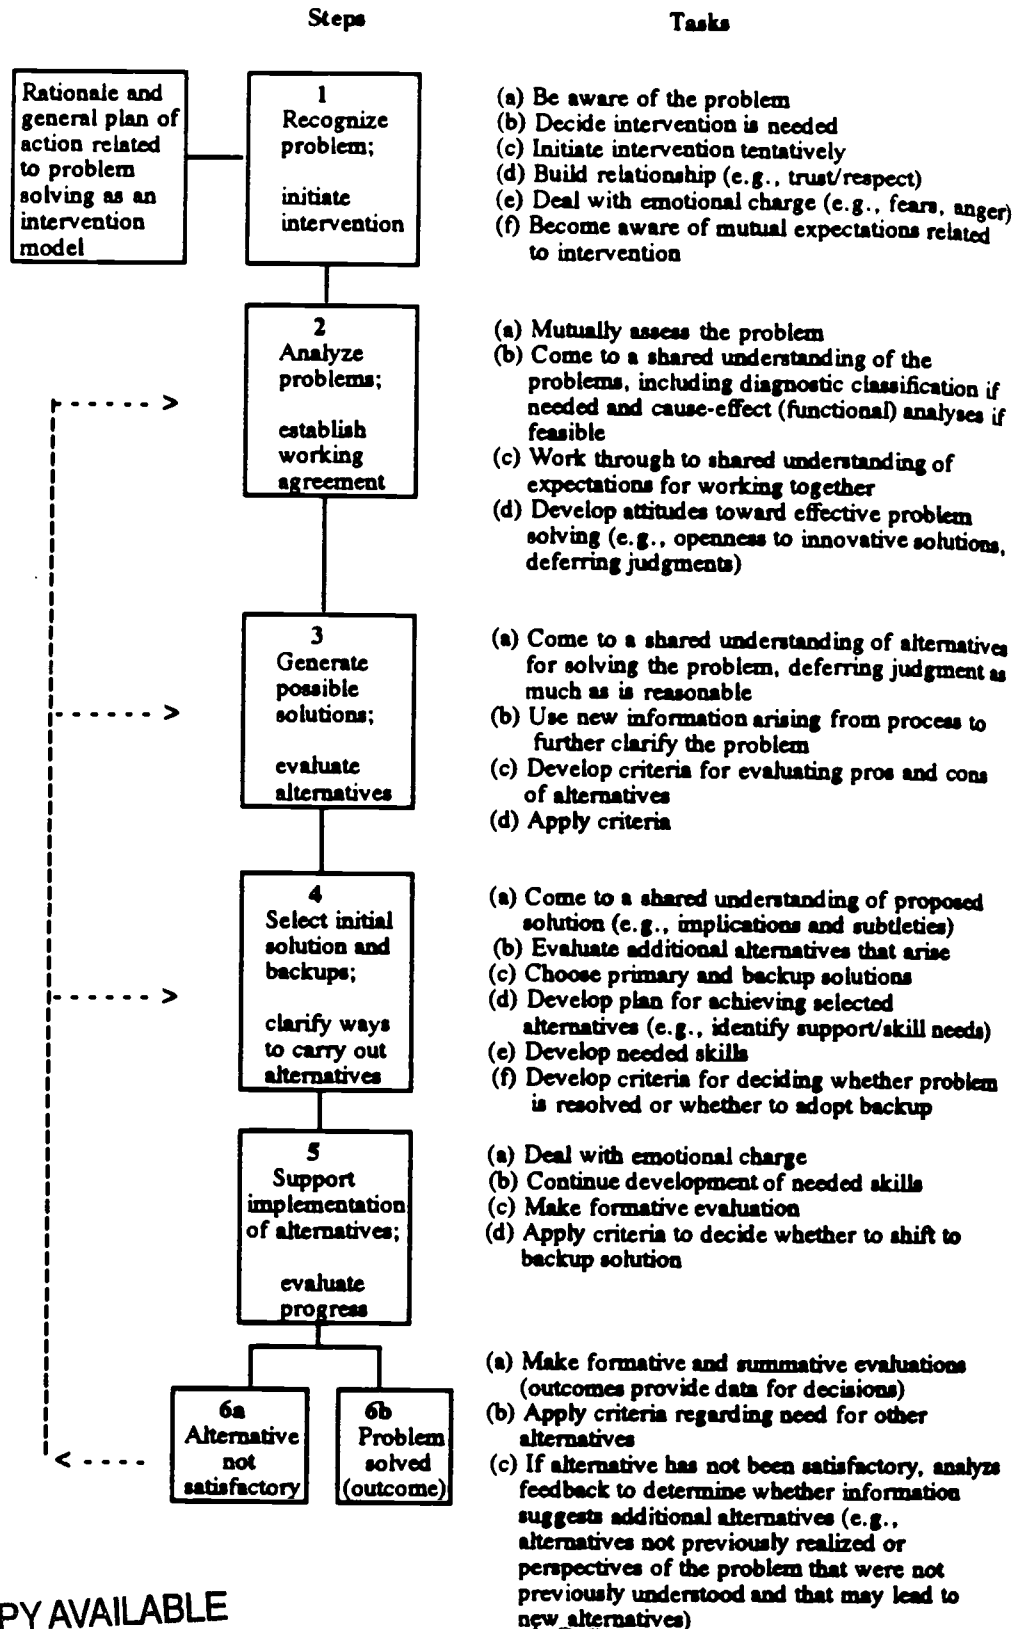 Steps
Tasks
Rationale and
general plan of
action related
to problem
solving as an
intervention
model
1
Recognize
problem;
initiate
intervention
(a) Be aware of the problem
(b) Decide intervention is needed
(c) Initiate intervention tentatively
(d) Build relationship (e.g., trust/respect)
(e) Deal with emotional charge (e.g., fears, anger)
(f) Become aware of mutual expectations related
to intervention
2
Analyze
problems;
establish
working
agreement
(a) Mutually assess the problem
(b) Come to a shared understanding of the
problems, including diagnostic classification if
needed and cause-effect (functional) analyses if
feasible
(c) Work through to shared understanding of
expectations for working together
(d) Develop attitudes toward effective problem
solving (e.g., openness to innovative solutions,
deferring judgments)
3
Generate
possible
solutions;
evaluate
alternatives
(a) Come to a shared understanding of alternatives
for solving the problem, deferring judgment as
much as is reasonable
(b) Use new information arising from process to
further clarify the problem
(c) Develop criteria for evaluating pros and cons
of alternatives
(d) Apply criteria
4
Select initial
solution and
backups;
clarify ways
to carry out
alternatives
(a) Come to a shared understanding of proposed
solution (e.g., implications and subtleties)
(b) Evaluate additional alternatives that arise
(c) Choose primary and backup solutions
(d) Develop plan for achieving selected
alternatives (e.g., identify support/skill needs)
(e) Develop needed skills
(f) Develop criteria for deciding whether problem
is resolved or whether to adopt backup
5
Support
implementation
of alternatives;
evaluate
progress
(a) Deal with emotional charge
(b) Continue development of needed skills
(c) Make formative evaluation
(d) Apply criteria to decide whether to shift to
backup solution
6a
Alternative
not
satisfactory
6b
Problem
solved
(outcome)
(a) Make formative and summative evaluations
(outcomes provide data for decisions)
(b) Apply criteria regarding need for other
alternatives
(c) If alternative has not been satisfactory, analyze
feedback to determine whether information
suggests additional alternatives (e.g.,
alternatives not previously realized or
perspectives of the problem that were not
previously understood and that may lead to
new alternatives)
PY AVAILABLE